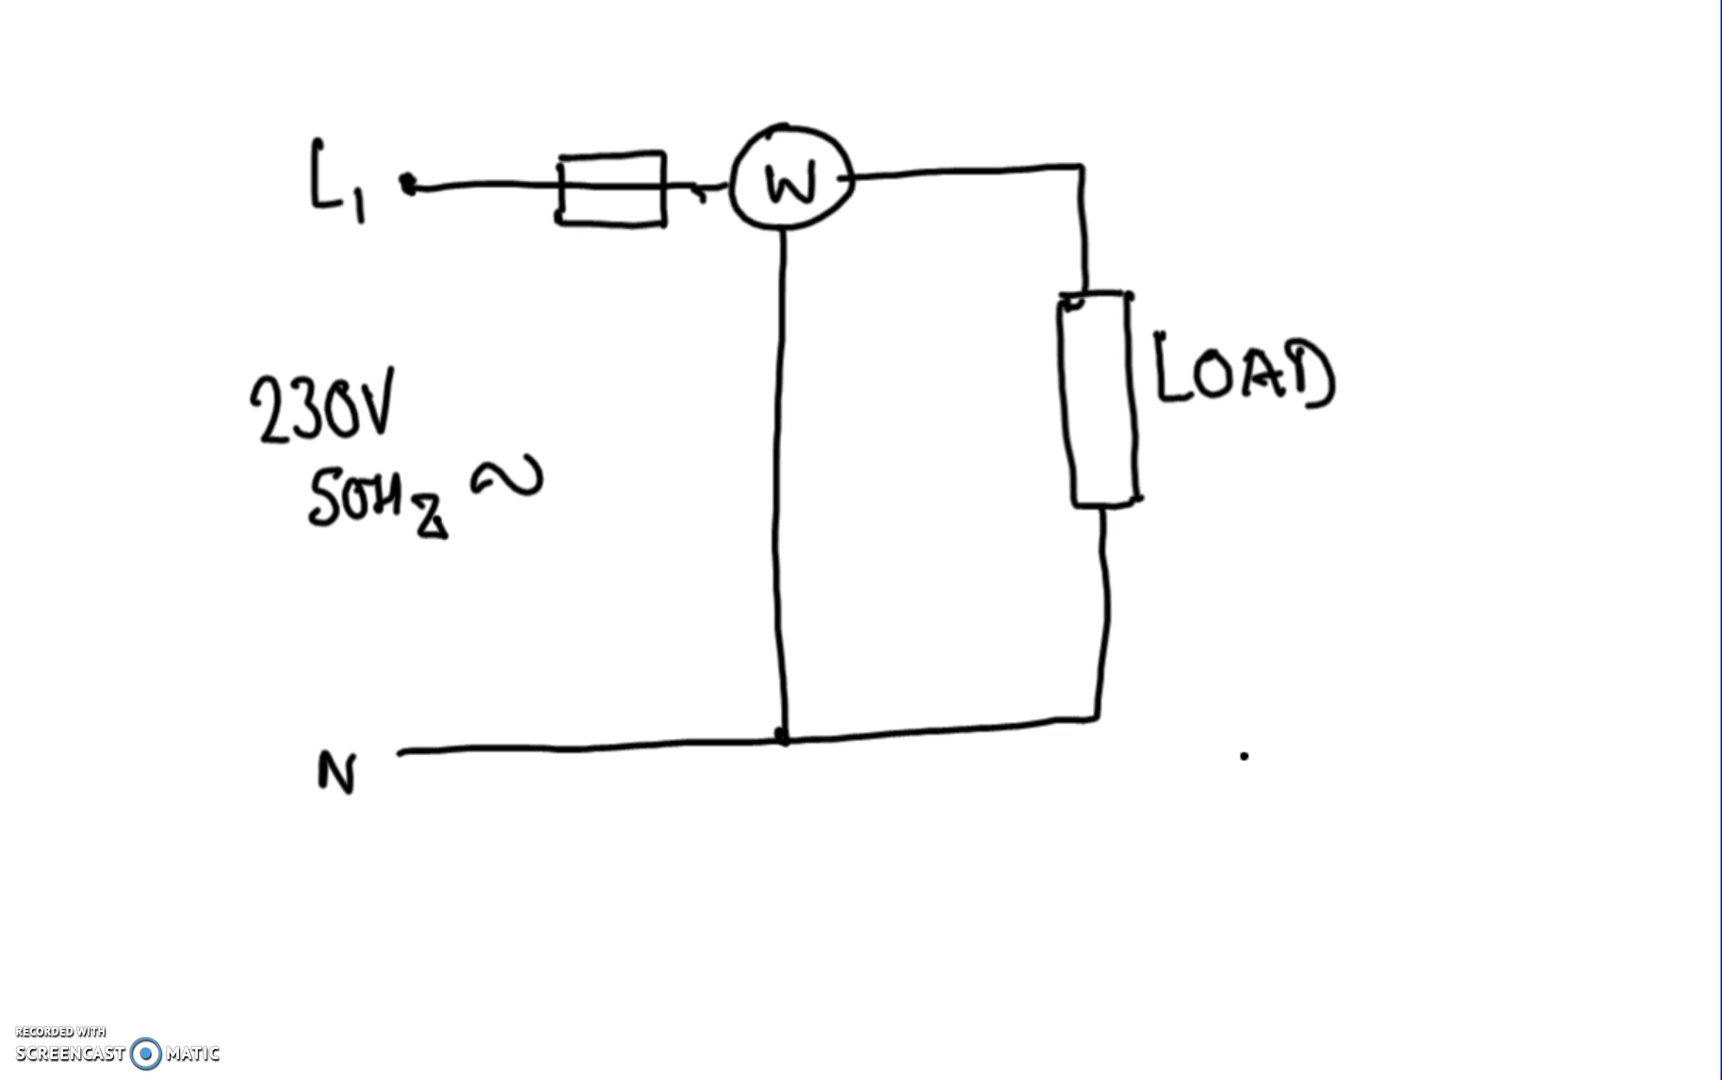 L1
W
LOAD
230V
50Hz ~
N
RECORDED WITH
SCREENCAST MATIC